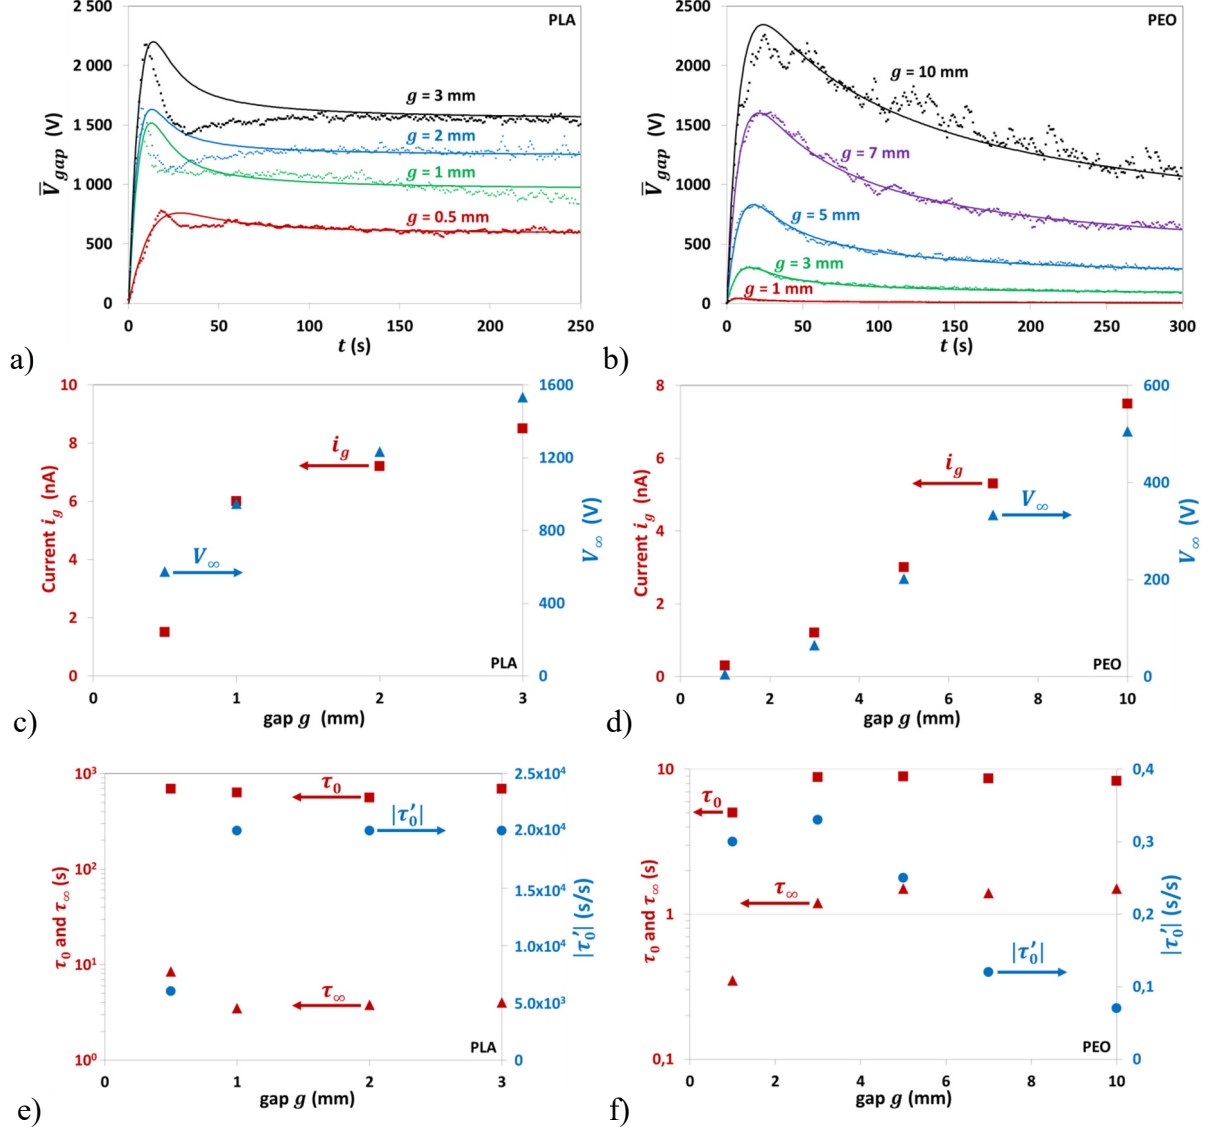 2 500
2 000
1 500
1 000
500
0
V̅gap (V)
PLA
g = 3 mm
g = 2 mm
g = 1 mm
g = 0.5 mm
0 50 100 150 200 250
t (s)
a)
2500
2000
1500
1000
500
0
V̅gap (V)
PEO
g = 10 mm
g = 7 mm
g = 5 mm
g = 3 mm
g = 1 mm
0 50 100 150 200 250 300
t (s)
b)
10
8
6
4
2
0
Current ig (nA)
ig
V∞
PLA
1600
1200
800
400
0
V∞ (V)
0 1 2 3
gap g (mm)
c)
8
6
4
2
0
Current ig (nA)
ig
V∞
PEO
600
400
200
0
V∞ (V)
0 2 4 6 8 10
gap g (mm)
d)
10³
10²
10¹
10⁰
τ₀ and τ∞ (s)
τ₀
|τ₀′|
τ∞
PLA
2.5x10⁴
2.0x10⁴
1.5x10⁴
1.0x10⁴
5.0x10³
0
|τ₀′| (s/s)
0 1 2 3
gap g (mm)
e)
10
1
0,1
τ₀ and τ∞ (s)
τ₀
τ∞
|τ₀′|
PEO
0,4
0,3
0,2
0,1
0
|τ₀′| (s/s)
0 2 4 6 8 10
gap g (mm)
f)